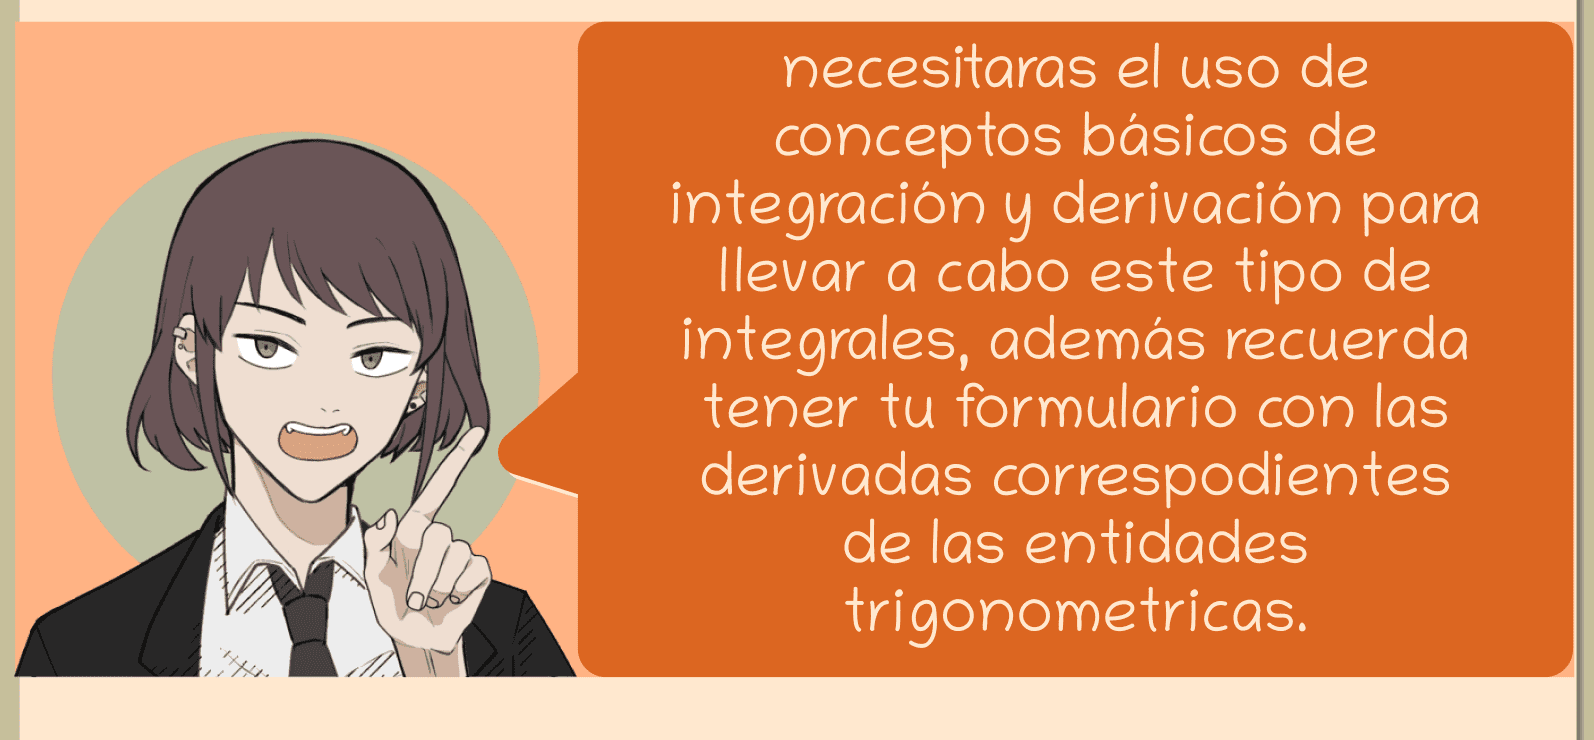 necesitaras el uso de
conceptos básicos de
integración y derivación para
llevar a cabo este tipo de
integrales, además recuerda
tener tu formulario con las
derivadas correspodientes
de las entidades
trigonometricas.